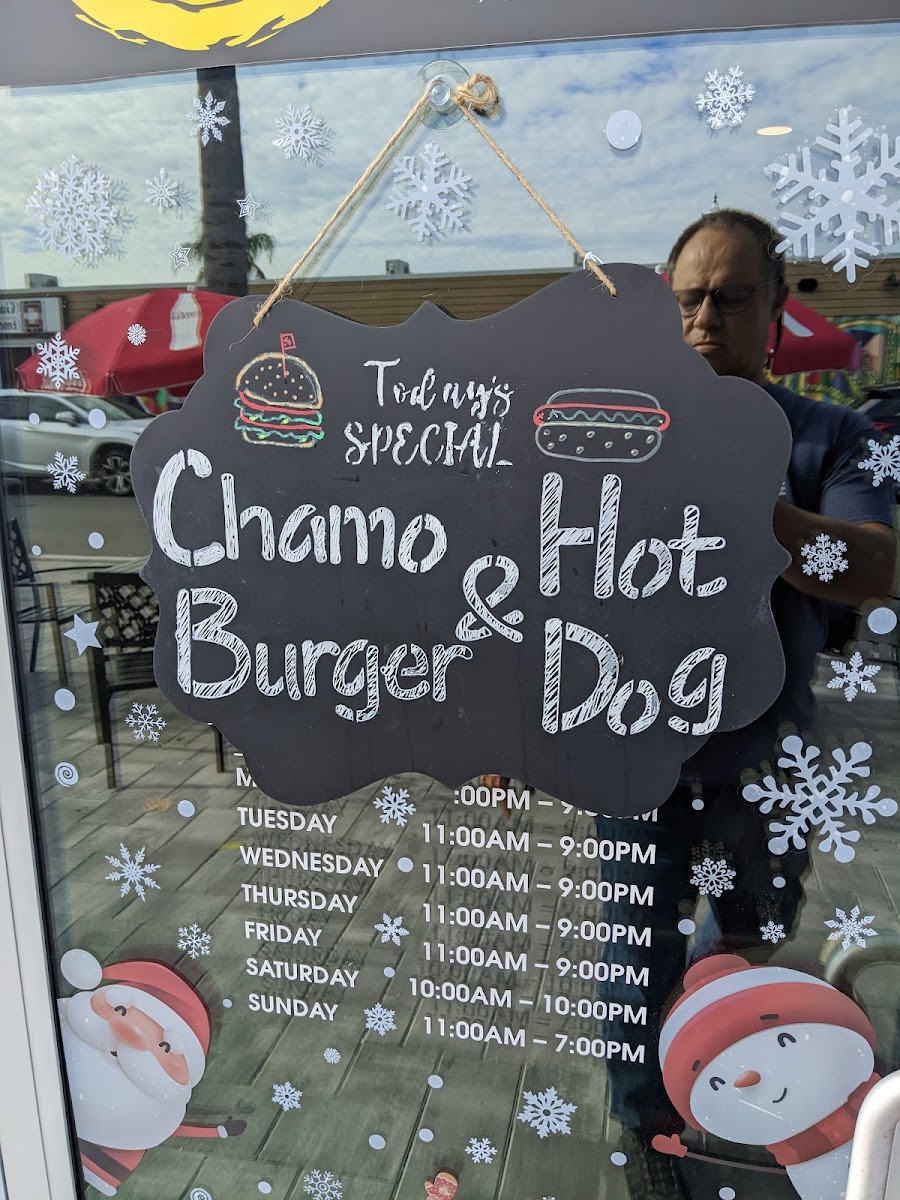 Today's
SPECIAL
Chamo
Burger
&
Hot
Dog
:00PM –
TUESDAY 11:00AM – 9:00PM
WEDNESDAY 11:00AM – 9:00PM
THURSDAY 11:00AM – 9:00PM
FRIDAY 11:00AM – 9:00PM
SATURDAY 10:00AM – 10:00PM
SUNDAY 11:00AM – 7:00PM